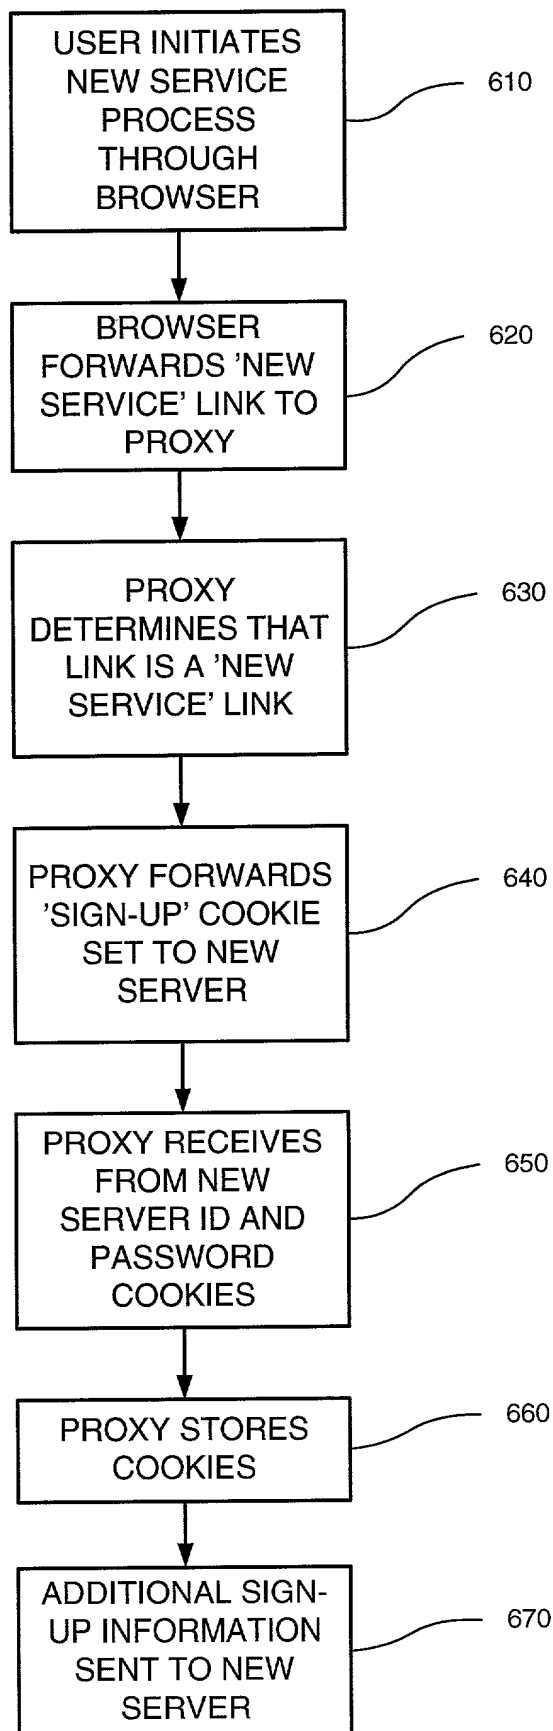 USER INITIATES
NEW SERVICE
PROCESS
THROUGH
BROWSER
610
BROWSER
FORWARDS 'NEW
SERVICE' LINK TO
PROXY
620
PROXY
DETERMINES THAT
LINK IS A 'NEW
SERVICE' LINK
630
PROXY FORWARDS
'SIGN-UP' COOKIE
SET TO NEW
SERVER
640
PROXY RECEIVES
FROM NEW
SERVER ID AND
PASSWORD
COOKIES
650
PROXY STORES
COOKIES
660
ADDITIONAL SIGN-
UP INFORMATION
SENT TO NEW
SERVER
670